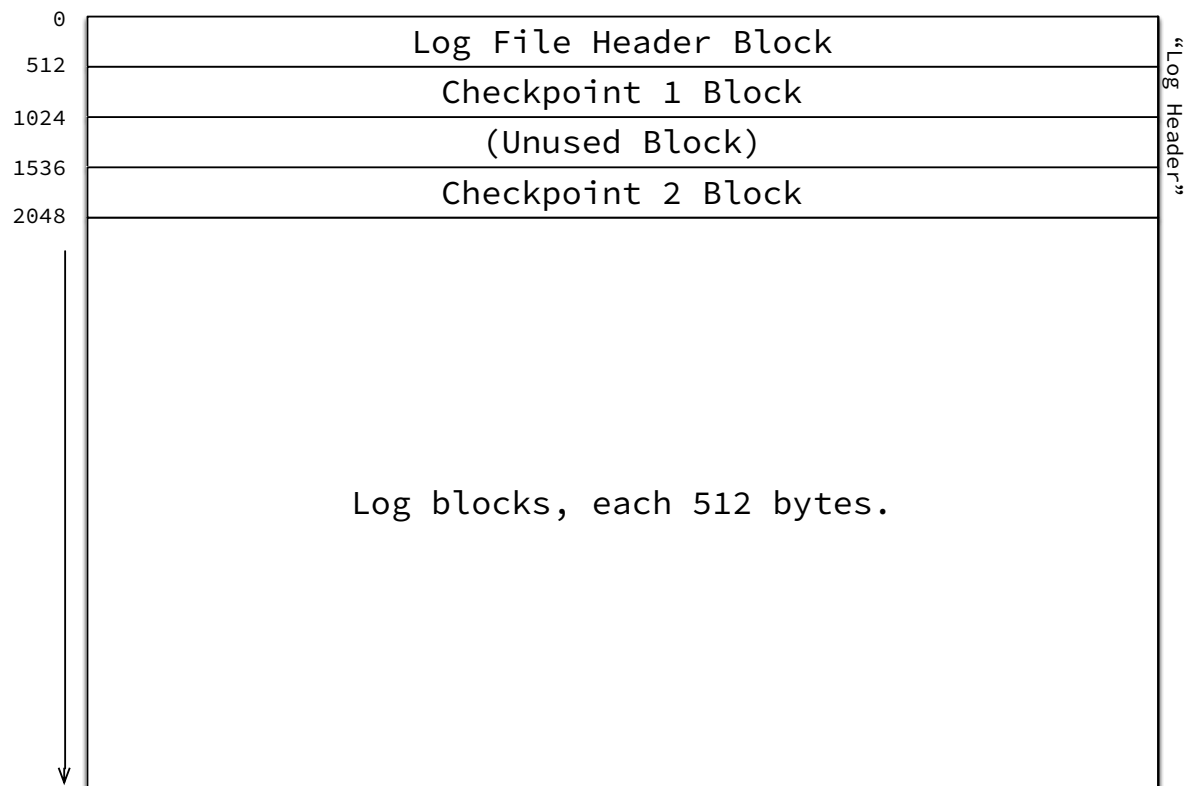 0
Log File Header Block
512
Checkpoint 1 Block
1024
(Unused Block)
1536
Checkpoint 2 Block
2048
“Log Header”
Log blocks, each 512 bytes.